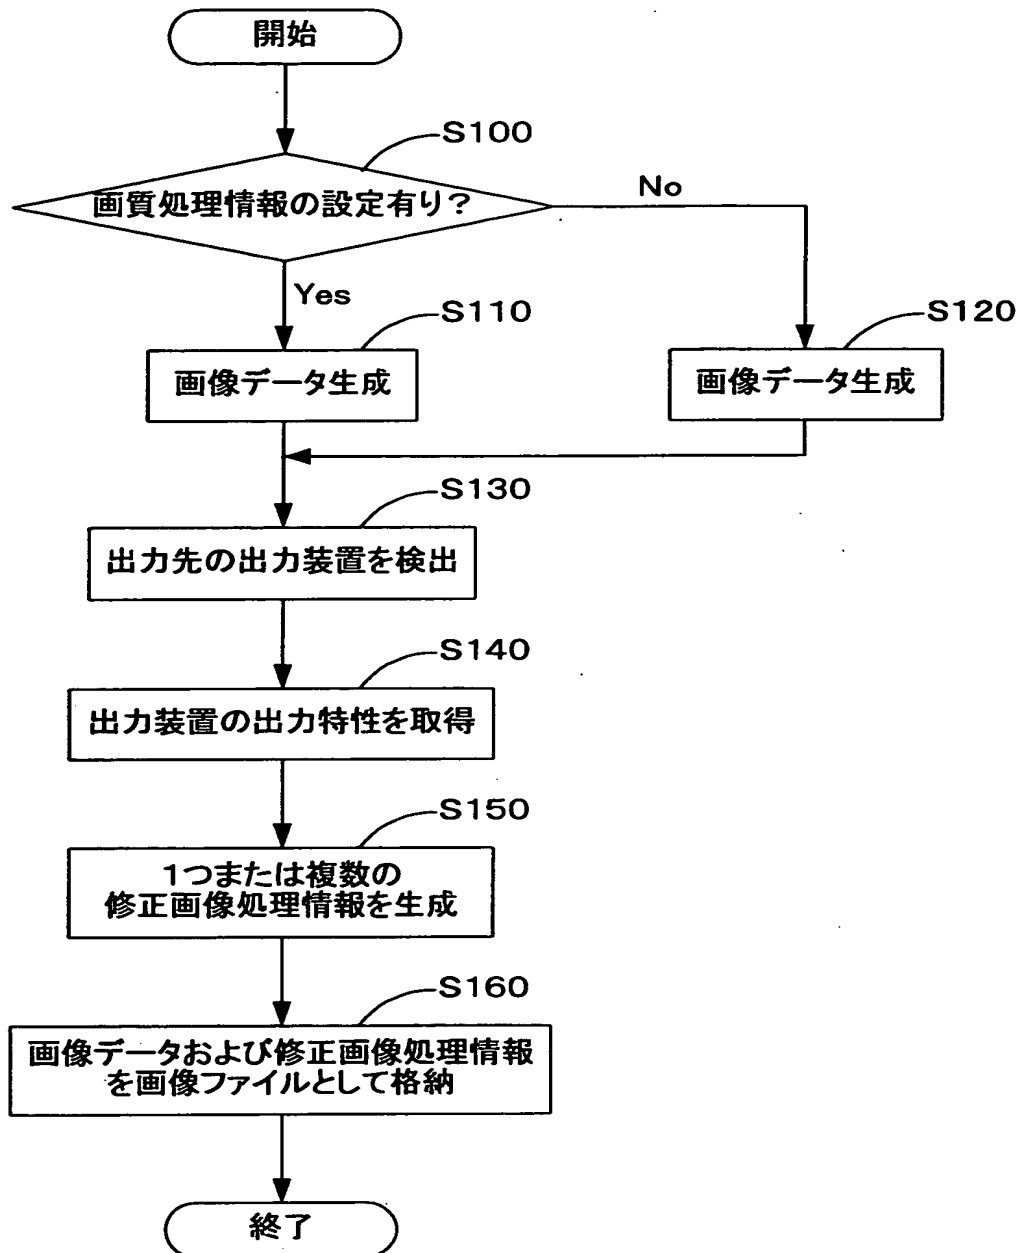 開始
S100
画質処理情報の設定有り?
No
Yes
S110
S120
画像データ生成
画像データ生成
S130
出力先の出力装置を検出
S140
出力装置の出力特性を取得
S150
1つまたは複数の
修正画像処理情報を生成
S160
画像データおよび修正画像処理情報
を画像ファイルとして格納
終了